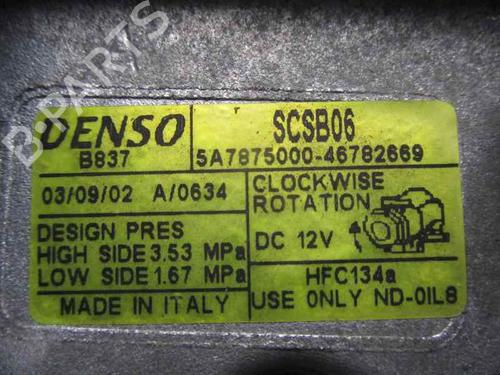 B-PARTS
DENSO
SCSB06
B837
5A7875000-46782669
03/09/02 A/0634
CLOCKWISE
ROTATION
DESIGN PRES
HIGH SIDE 3.53 MPa
LOW SIDE 1.67 MPa
DC 12V
HFC134a
MADE IN ITALY
USE ONLY ND-OIL8